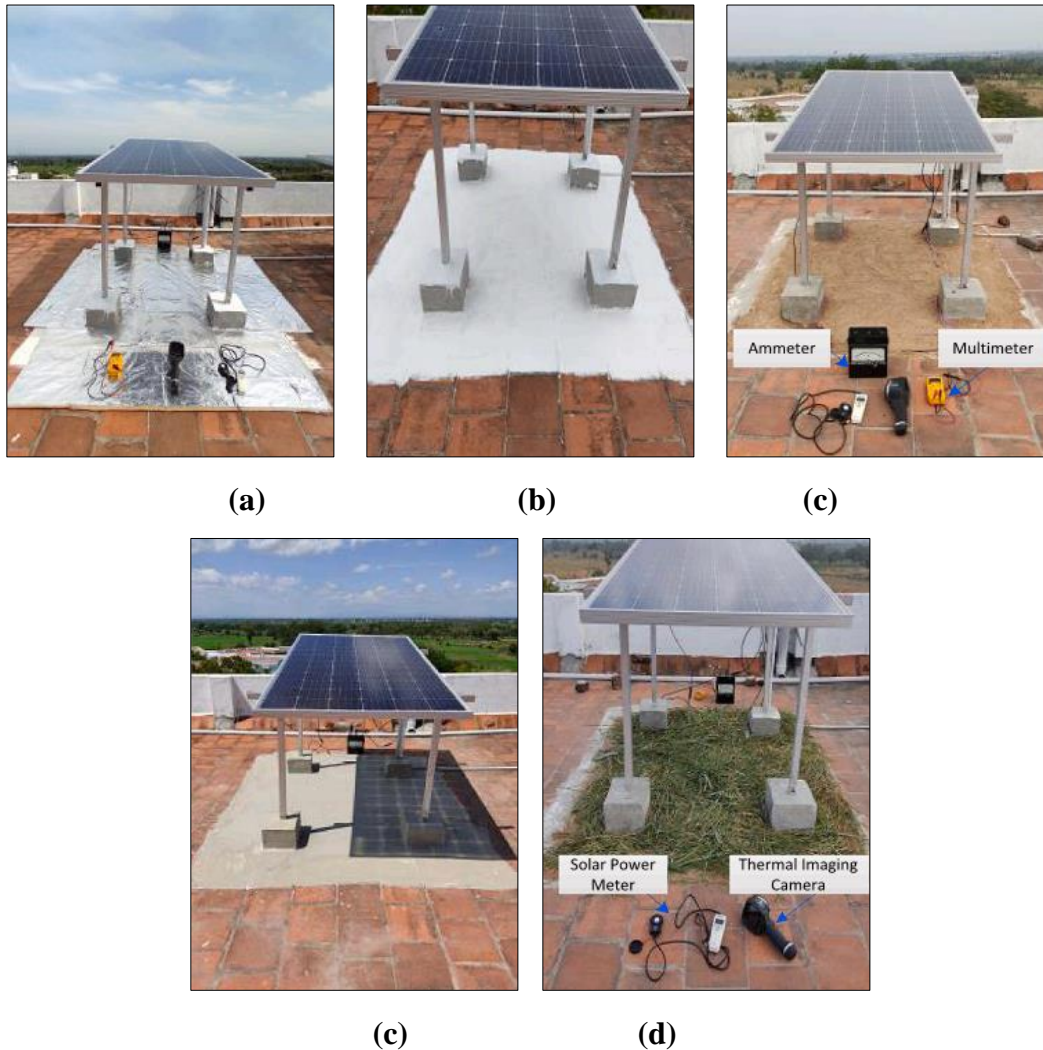 Ammeter
Multimeter
(a)
(b)
(c)
Solar Power
Meter
Thermal Imaging
Camera
(c)
(d)